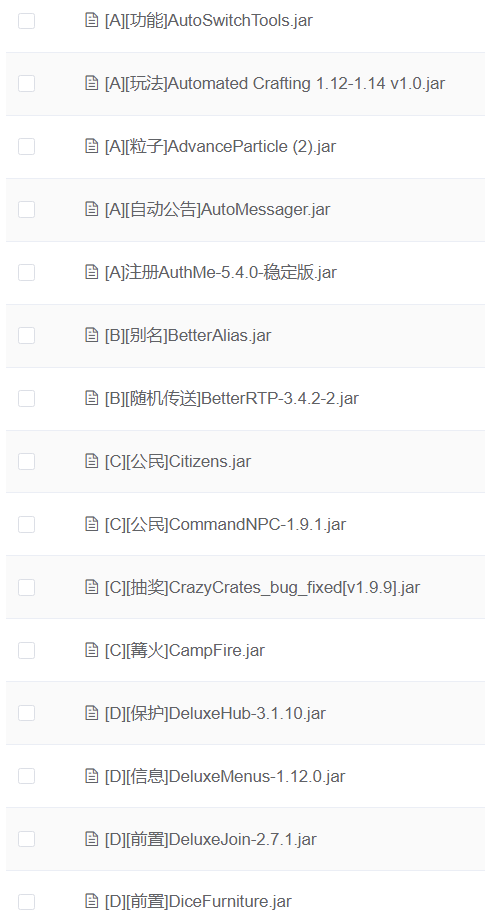 [A][功能]AutoSwitchTools.jar
[A][玩法]Automated Crafting 1.12-1.14 v1.0.jar
[A][粒子]AdvanceParticle (2).jar
[A][自动公告]AutoMessager.jar
[A]注册AuthMe-5.4.0-稳定版.jar
[B][别名]BetterAlias.jar
[B][随机传送]BetterRTP-3.4.2-2.jar
[C][公民]Citizens.jar
[C][公民]CommandNPC-1.9.1.jar
[C][抽奖]CrazyCrates_bug_fixed[v1.9.9].jar
[C][篝火]CampFire.jar
[D][保护]DeluxeHub-3.1.10.jar
[D][信息]DeluxeMenus-1.12.0.jar
[D][前置]DeluxeJoin-2.7.1.jar
[D][前置]DiceFurniture.jar